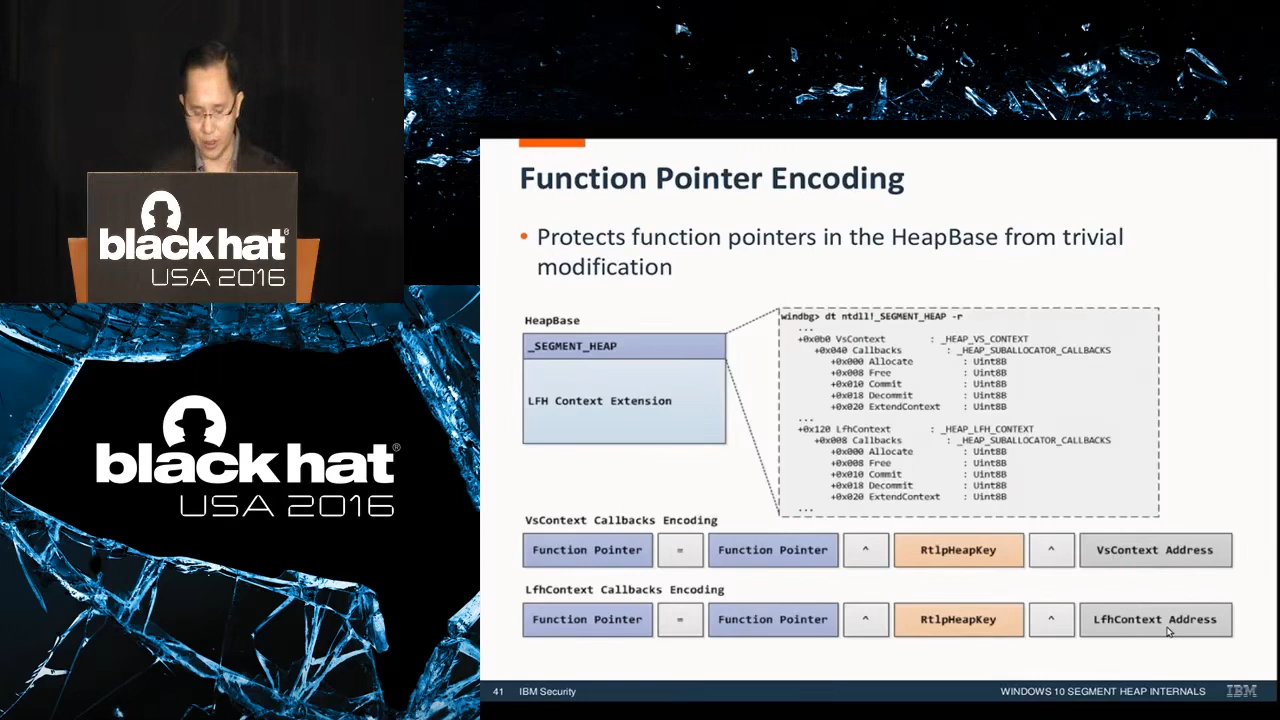 black hat®
USA 2016
black hat®
USA 2016
Function Pointer Encoding
• Protects function pointers in the HeapBase from trivial
modification
HeapBase
_SEGMENT_HEAP
LFH Context Extension
windbg> dt ntdll!_SEGMENT_HEAP -r
...
+0x0b0 VsContext : _HEAP_VS_CONTEXT
+0x040 Callbacks : _HEAP_SUBALLOCATOR_CALLBACKS
+0x000 Allocate : Uint8B
+0x008 Free : Uint8B
+0x010 Commit : Uint8B
+0x018 Decommit : Uint8B
+0x020 ExtendContext : Uint8B
...
+0x120 LfhContext : _HEAP_LFH_CONTEXT
+0x008 Callbacks : _HEAP_SUBALLOCATOR_CALLBACKS
+0x000 Allocate : Uint8B
+0x008 Free : Uint8B
+0x010 Commit : Uint8B
+0x018 Decommit : Uint8B
+0x020 ExtendContext : Uint8B
...
VsContext Callbacks Encoding
Function Pointer = Function Pointer ^ RtlpHeapKey ^ VsContext Address
LfhContext Callbacks Encoding
Function Pointer = Function Pointer ^ RtlpHeapKey ^ LfhContext Address
41 IBM Security WINDOWS 10 SEGMENT HEAP INTERNALS IBM